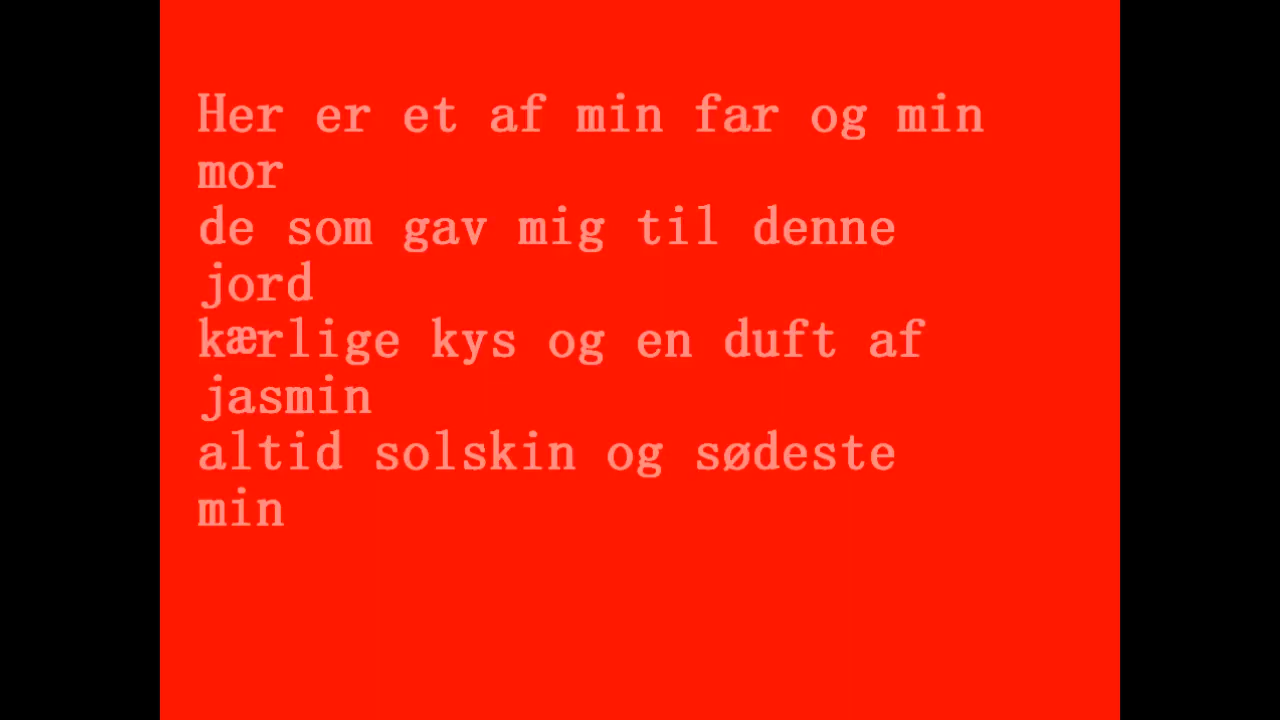 Her er et af min far og min
mor
de som gav mig til denne
jord
kærlige kys og en duft af
jasmin
altid solskin og sødeste
min